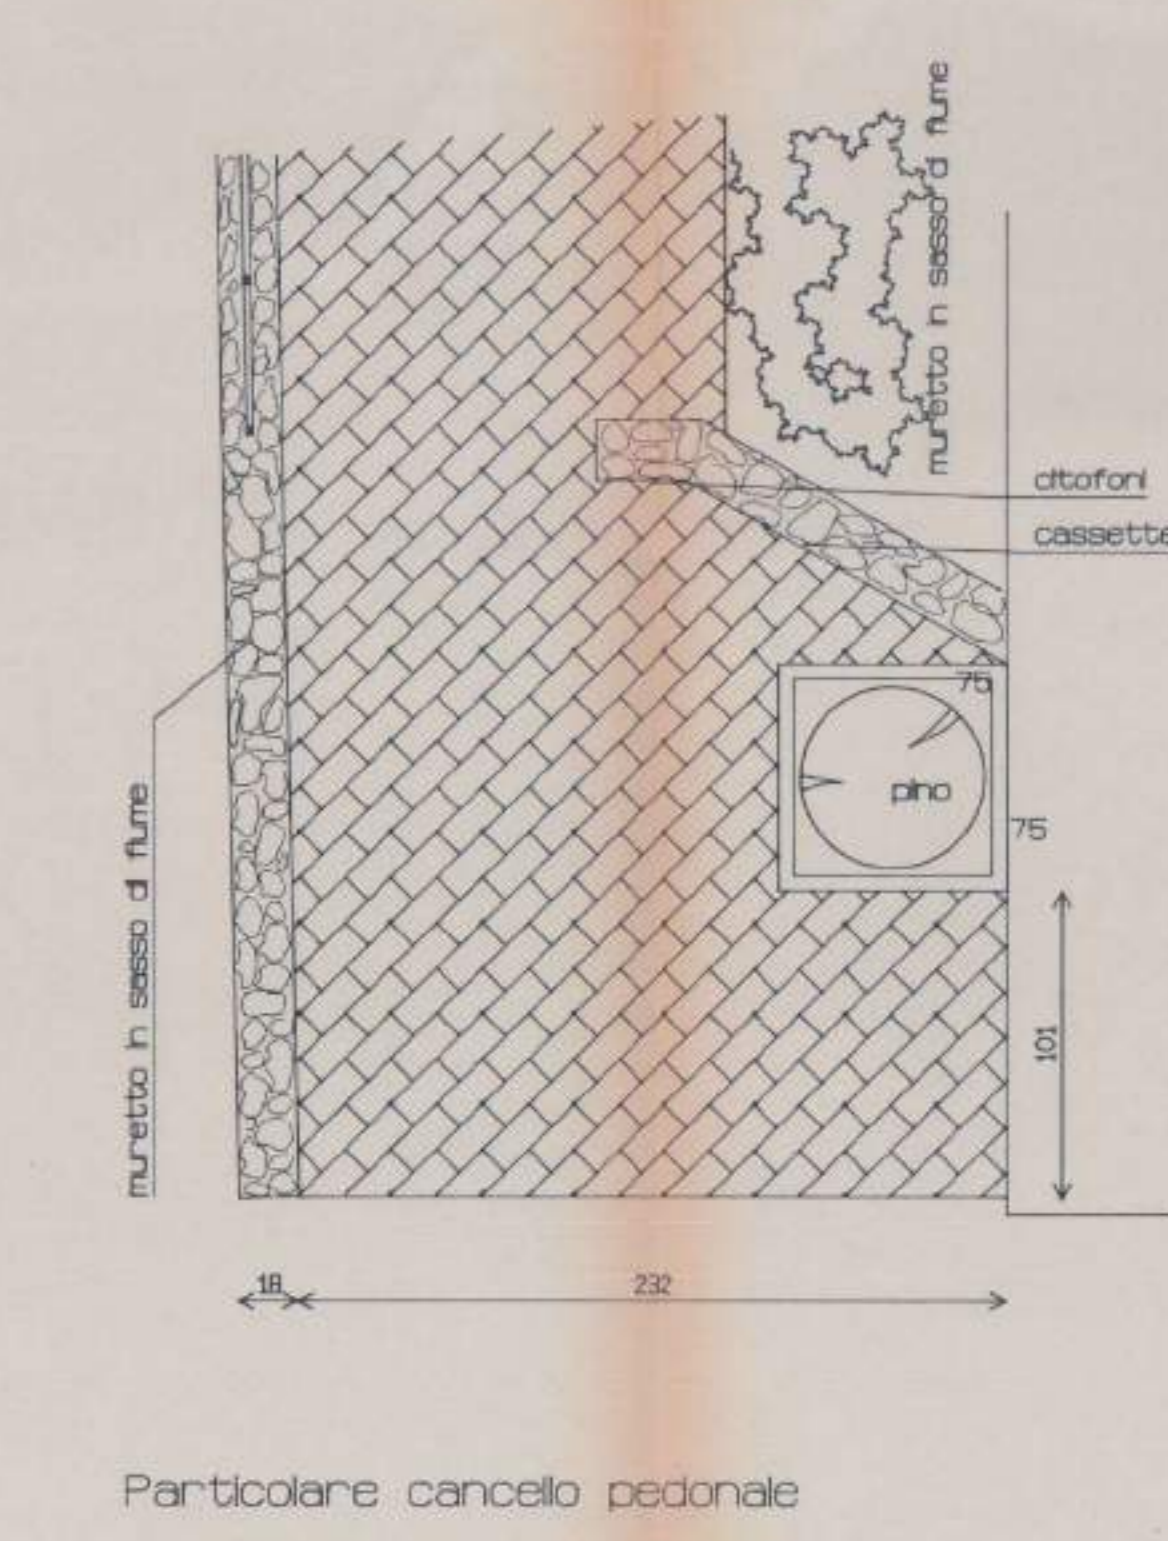 muretto in sasso di fiume
citofoni
cassette
75
pino
75
muretto in sasso di fiume
101
18
232
Particolare cancello pedonale